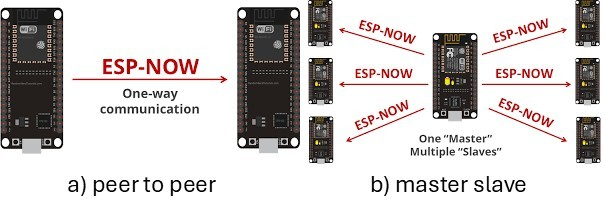 ESP-NOW
One-way
communication
a) peer to peer
ESP-NOW
ESP-NOW
ESP-NOW
ESP-NOW
ESP-NOW
ESP-NOW
One “Master”
Multiple “Slaves”
b) master slave